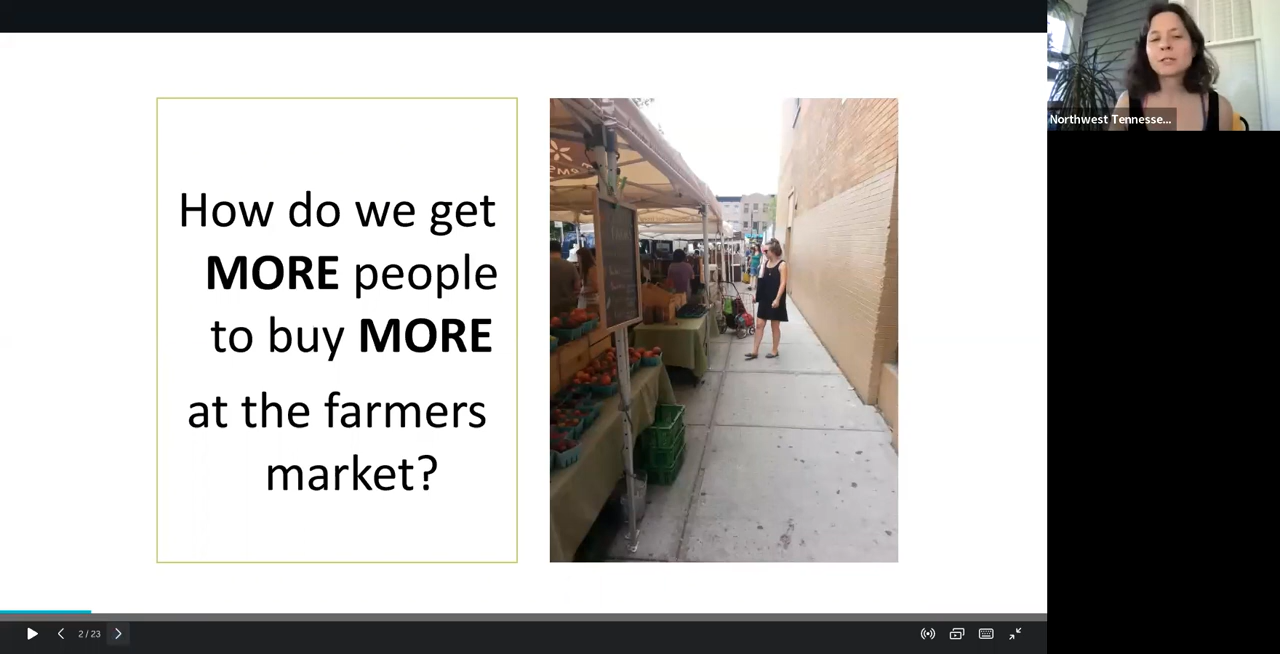 How do we get
MORE people
to buy MORE
at the farmers
market?
Northwest Tennesse...
2 / 23